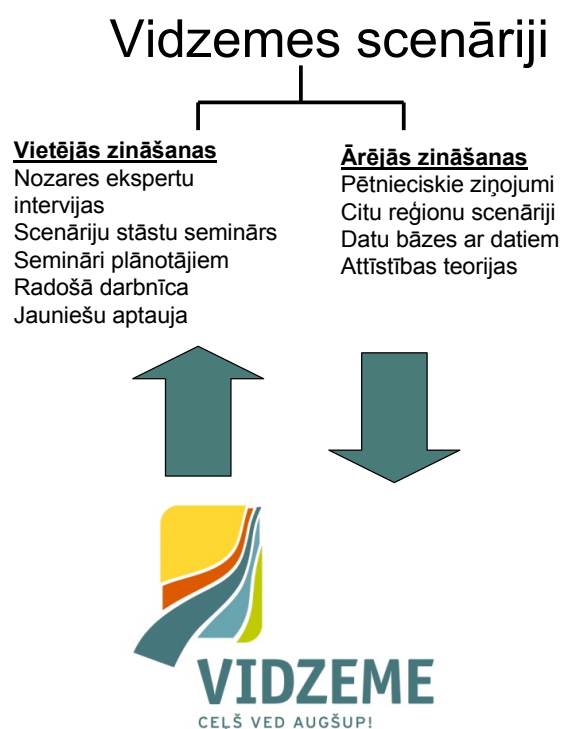 Vidzemes scenāriji
Vietējās zināšanas
Nozares ekspertu
intervijas
Scenāriju stāstu seminārs
Semināri plānotājiem
Radošā darbnīca
Jauniešu aptauja
Ārējās zināšanas
Pētnieciskie ziņojumi
Citu reģionu scenāriji
Datu bāzes ar datiem
Attīstības teorijas
VIDZEME
CEĻŠ VED AUGŠUP!